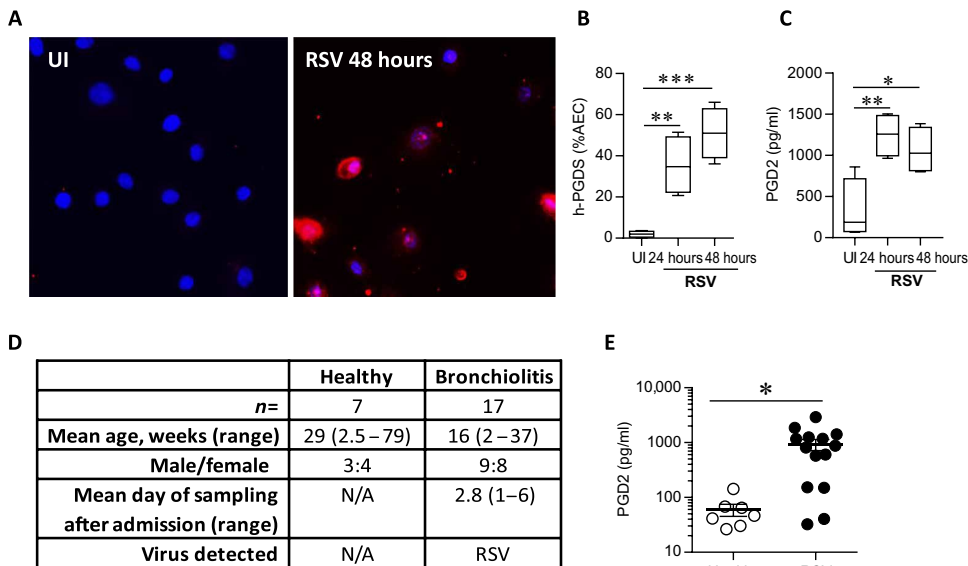 A
UI
RSV 48 hours
B
***
**
80
60
40
20
0
h-PGDS (%AEC)
UI 24 hours 48 hours
RSV
C
*
**
2000
1500
1000
500
0
PGD2 (pg/ml)
UI 24 hours 48 hours
RSV
D
Healthy Bronchiolitis
n= 7 17
Mean age, weeks (range) 29 (2.5–79) 16 (2–37)
Male/female 3:4 9:8
Mean day of sampling
after admission (range) N/A 2.8 (1–6)
Virus detected N/A RSV
E
*
10,000
1000
100
10
PGD2 (pg/ml)